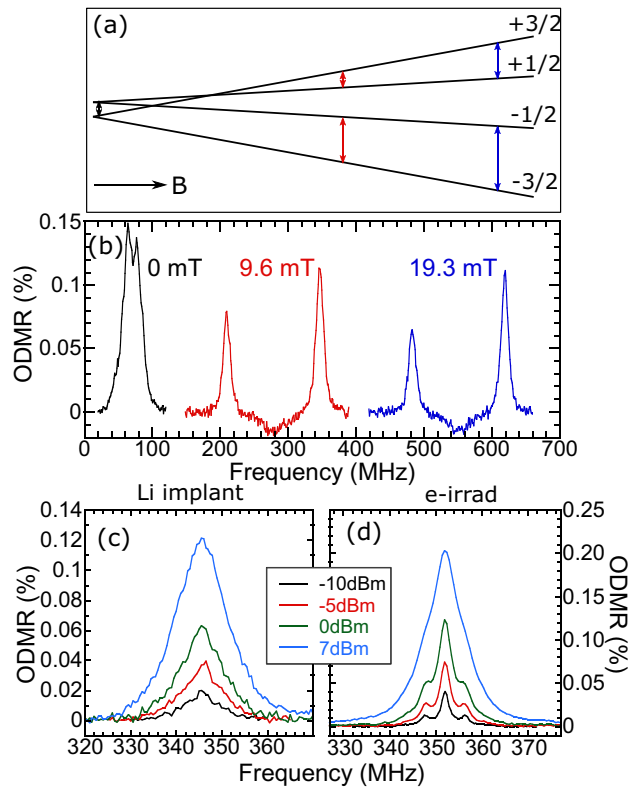 (a)
+3/2
+1/2
-1/2
-3/2
B
(b)
0 mT
9.6 mT
19.3 mT
ODMR (%)
0.15
0.10
0.05
0
0 100 200 300 400 500 600 700
Frequency (MHz)
Li implant
e-irrad
(c)
(d)
ODMR (%)
0.14
0.12
0.10
0.08
0.06
0.04
0.02
0
320 340 360
-10dBm
-5dBm
0dBm
7dBm
0.25
0.20
0.15
0.10
0.05
0.00
ODMR (%)
330 340 350 360 370
Frequency (MHz)